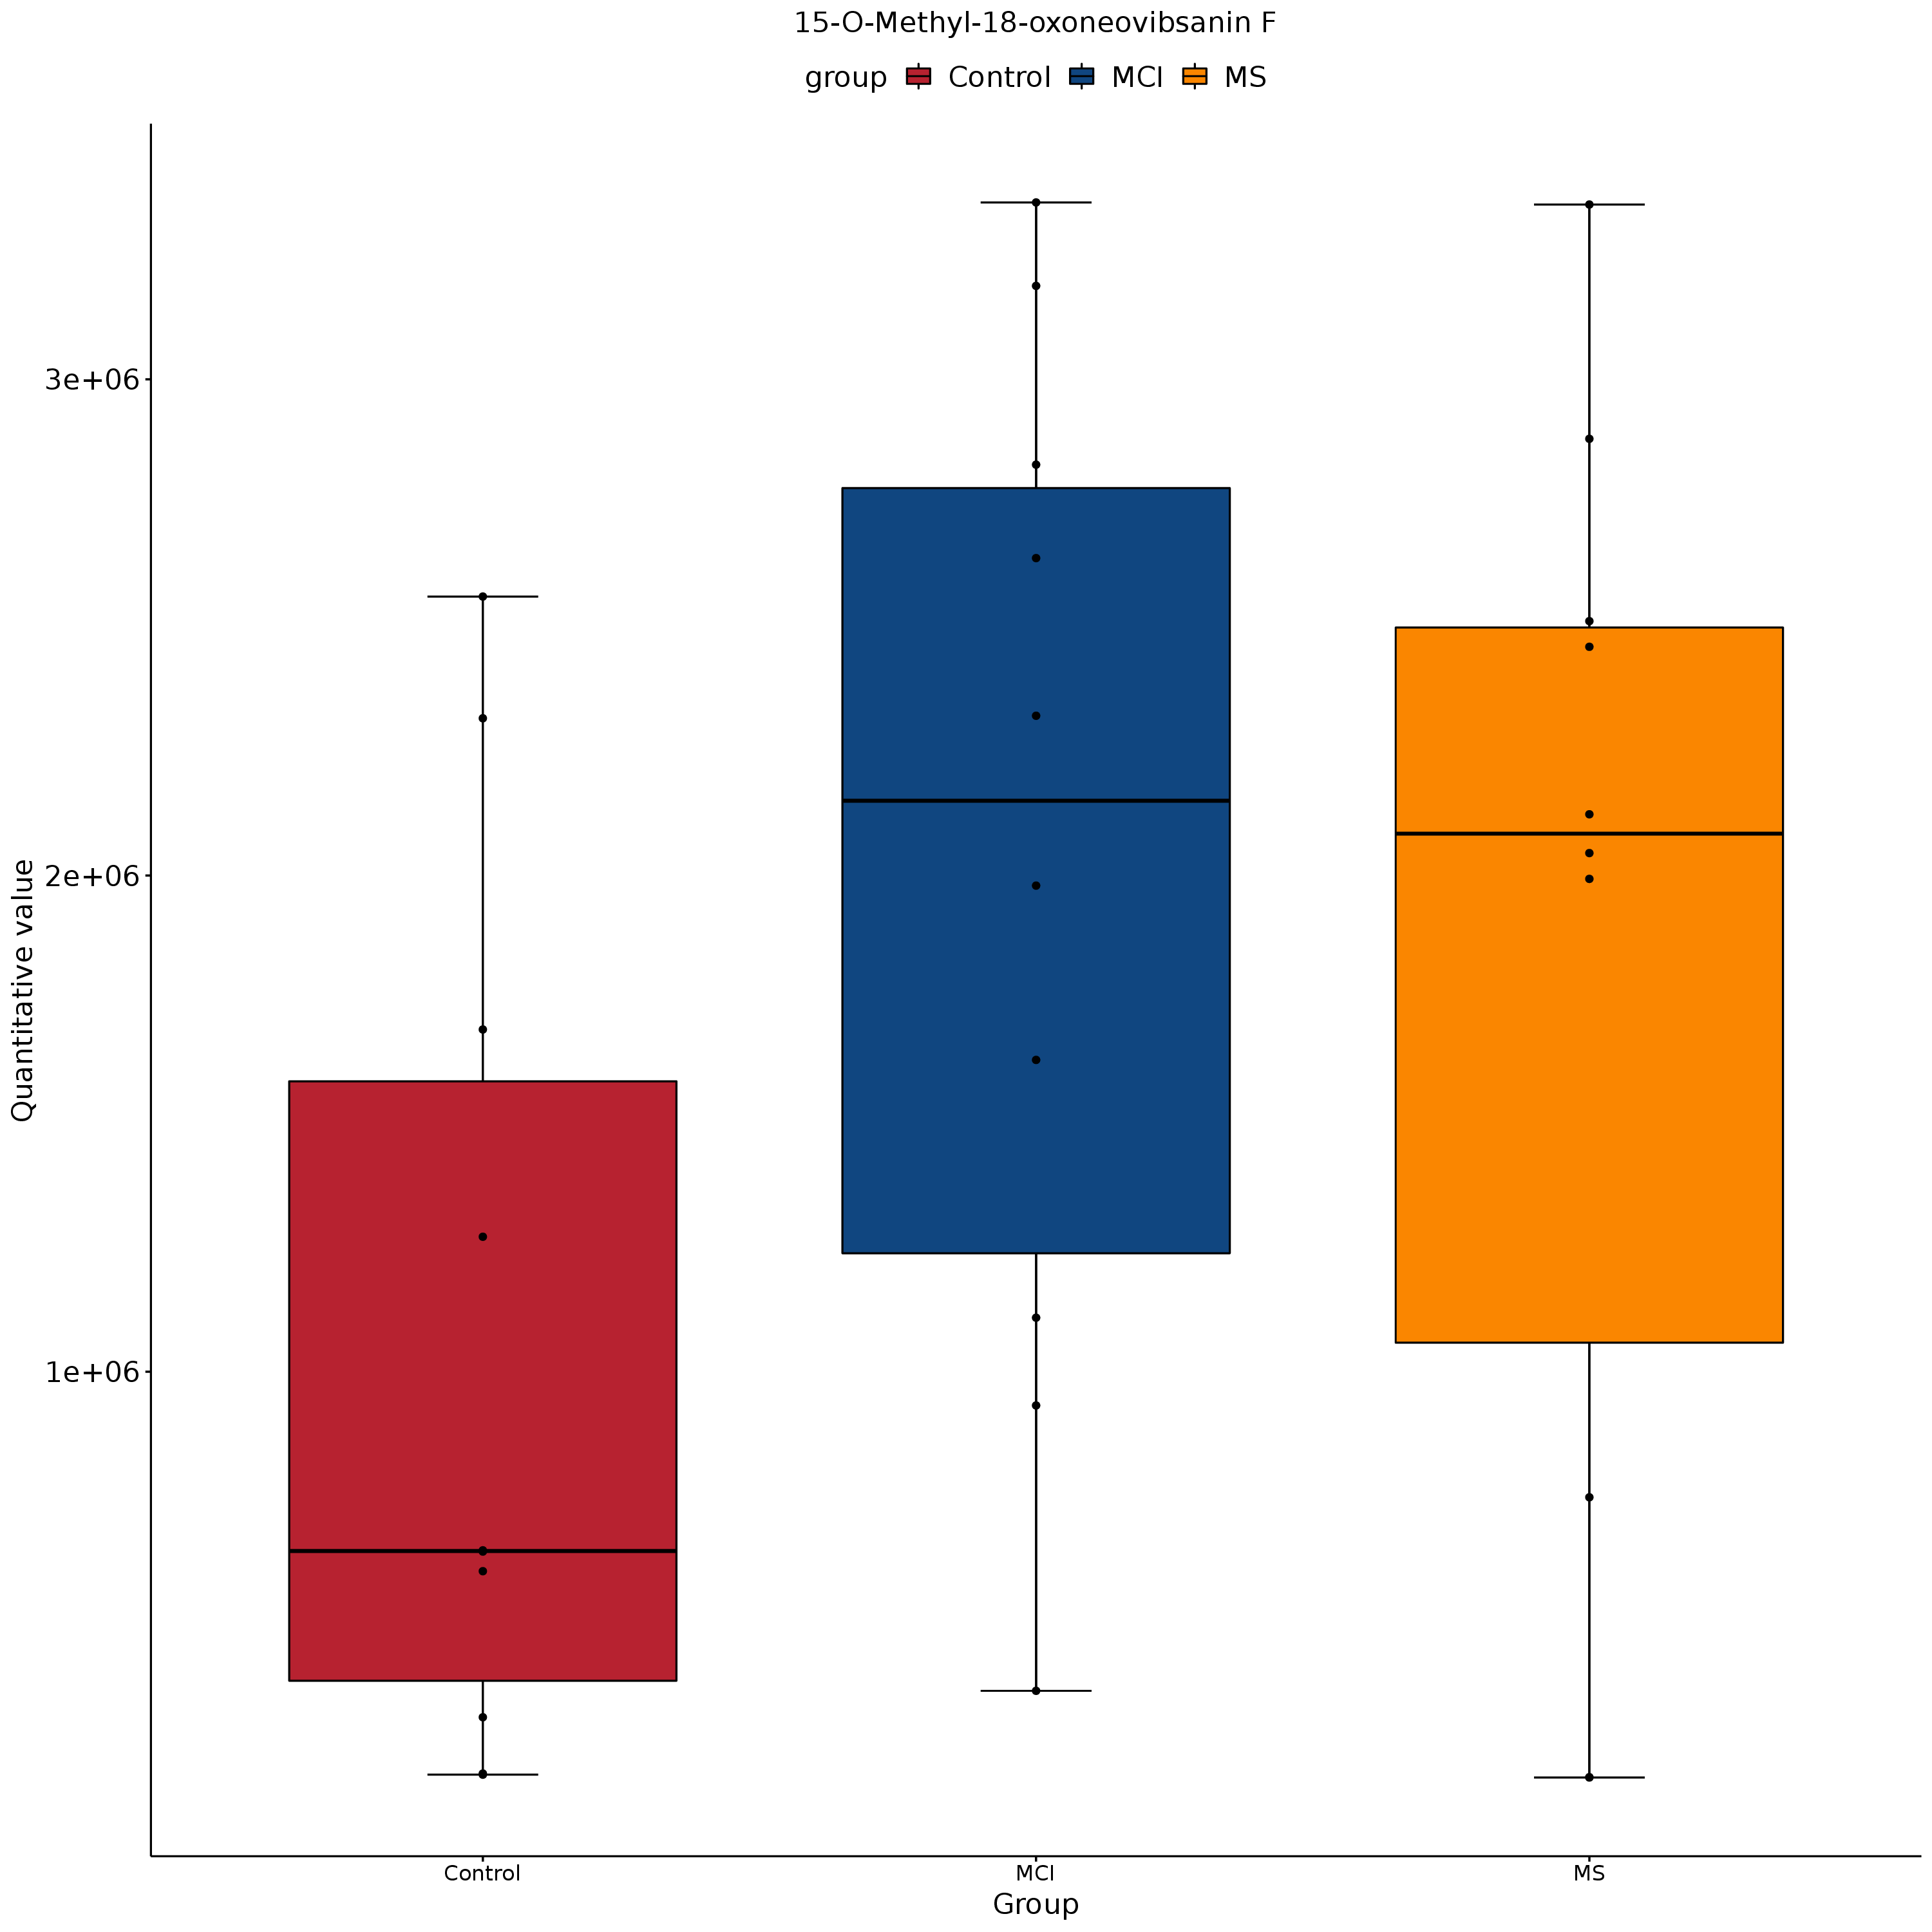 15-O-Methyl-18-oxoneovibsanin F
group Control MCI MS
Quantitative value
3e+06
2e+06
1e+06
Control MCI MS
Group